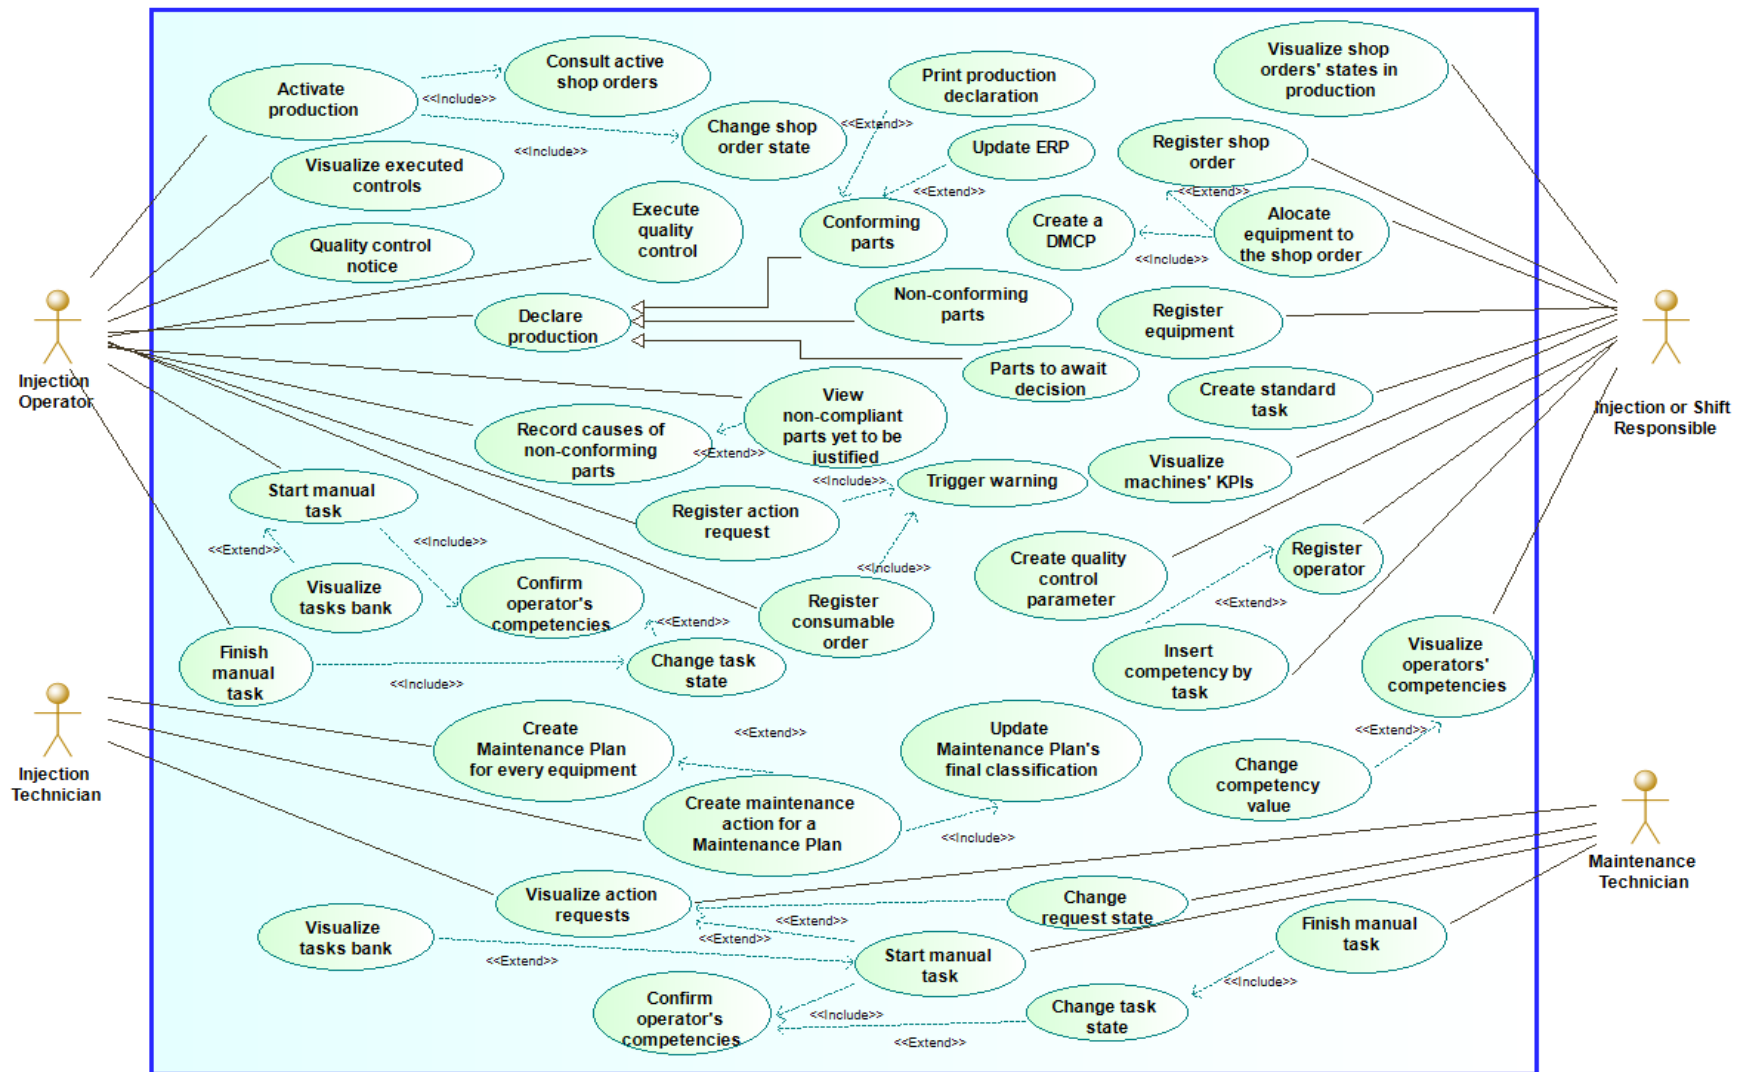 Activate
production
<<Include>>
Consult active
shop orders
<<Include>>
Change shop
order state
Print production
declaration
<<Extend>>
Update ERP
<<Extend>>
Visualize shop
orders' states in
production
Register shop
order
<<Extend>>
Visualize executed
controls
Quality control
notice
Execute
quality
control
Conforming
parts
Create a
DMCP
<<Include>>
Alocate
equipment to
the shop order
Declare
production
Non-conforming
parts
Register
equipment
Parts to await
decision
Create standard
task
Injection
Operator
Injection or Shift
Responsible
Record causes of
non-conforming
parts
<<Extend>>
View
non-compliant
parts yet to be
justified
<<Include>>
Trigger warning
Visualize
machines' KPIs
Start manual
task
<<Extend>>
<<Include>>
Register action
request
<<Include>>
Create quality
control
parameter
Register
operator
<<Extend>>
Visualize
tasks bank
Confirm
operator's
competencies
<<Extend>>
Register
consumable
order
Finish
manual
task
<<Include>>
Change task
state
Insert
competency by
task
Visualize
operators'
competencies
<<Extend>>
Injection
Technician
Create
Maintenance Plan
for every equipment
<<Extend>>
Update
Maintenance Plan's
final classification
Change
competency
value
Create maintenance
action for a
Maintenance Plan
<<Include>>
Maintenance
Technician
Visualize action
requests
<<Extend>>
<<Extend>>
Change
request state
Finish manual
task
Visualize
tasks bank
<<Extend>>
Start manual
task
<<Include>>
Confirm
operator's
competencies
<<Include>>
Change task
state
<<Extend>>